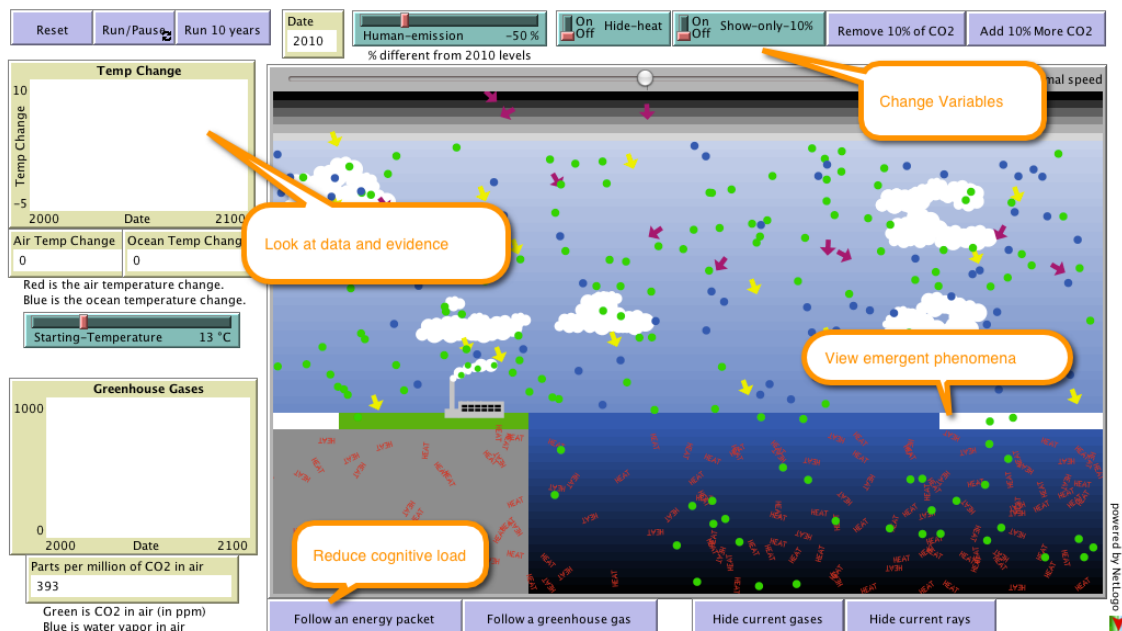 Reset
Run/Pause
Run 10 years
Date
2010
Human-emission -50 %
% different from 2010 levels
On
Off
Hide-heat
On
Off
Show-only-10%
Remove 10% of CO2
Add 10% More CO2
Temp Change
10
Temp Change
-5
2000 Date 2100
Air Temp Change
0
Ocean Temp Chang
0
Red is the air temperature change.
Blue is the ocean temperature change.
Starting-Temperature 13 °C
Greenhouse Gases
1000
0
2000 Date 2100
Parts per million of CO2 in air
393
Green is CO2 in air (in ppm)
Blue is water vapor in air
mal speed
Change Variables
Look at data and evidence
View emergent phenomena
Reduce cognitive load
HEAT
Follow an energy packet
Follow a greenhouse gas
Hide current gases
Hide current rays
powered by NetLogo